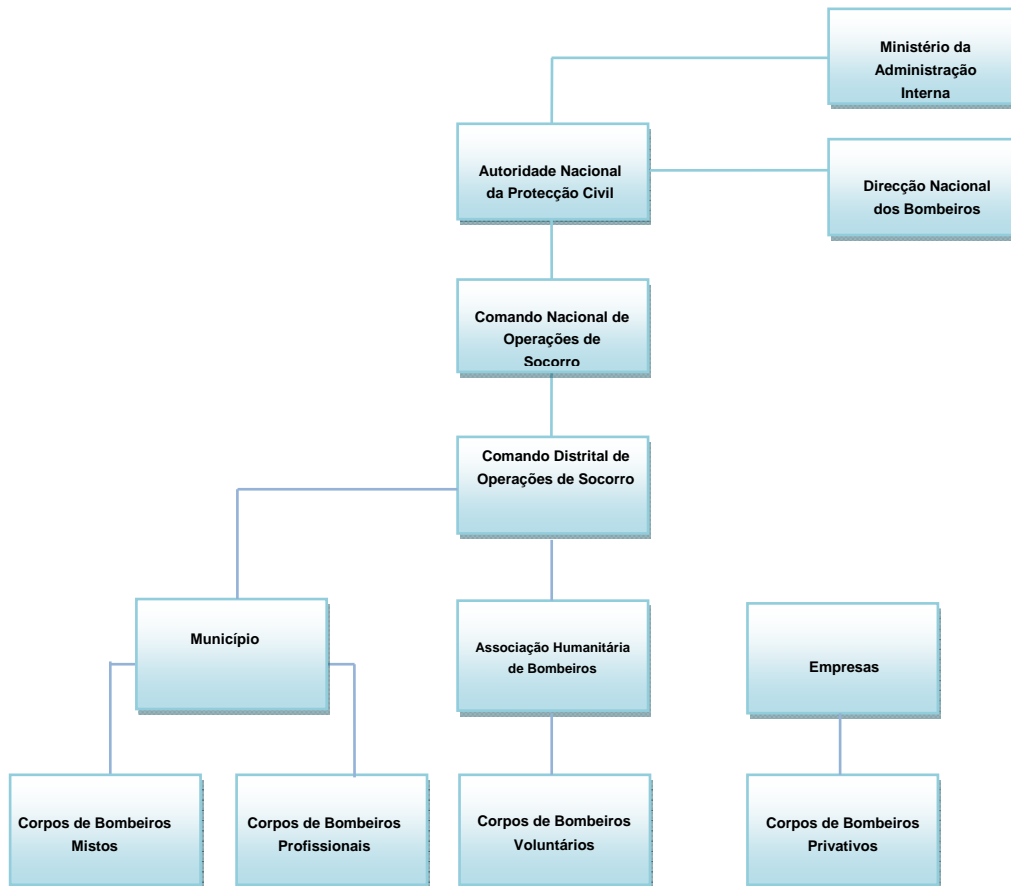 Ministério da
Administração
Interna
Autoridade Nacional
da Protecção Civil
Direcção Nacional
dos Bombeiros
Comando Nacional de
Operações de
Socorro
Comando Distrital de
Operações de Socorro
Município
Associação Humanitária
de Bombeiros
Empresas
Corpos de Bombeiros
Mistos
Corpos de Bombeiros
Profissionais
Corpos de Bombeiros
Voluntários
Corpos de Bombeiros
Privativos